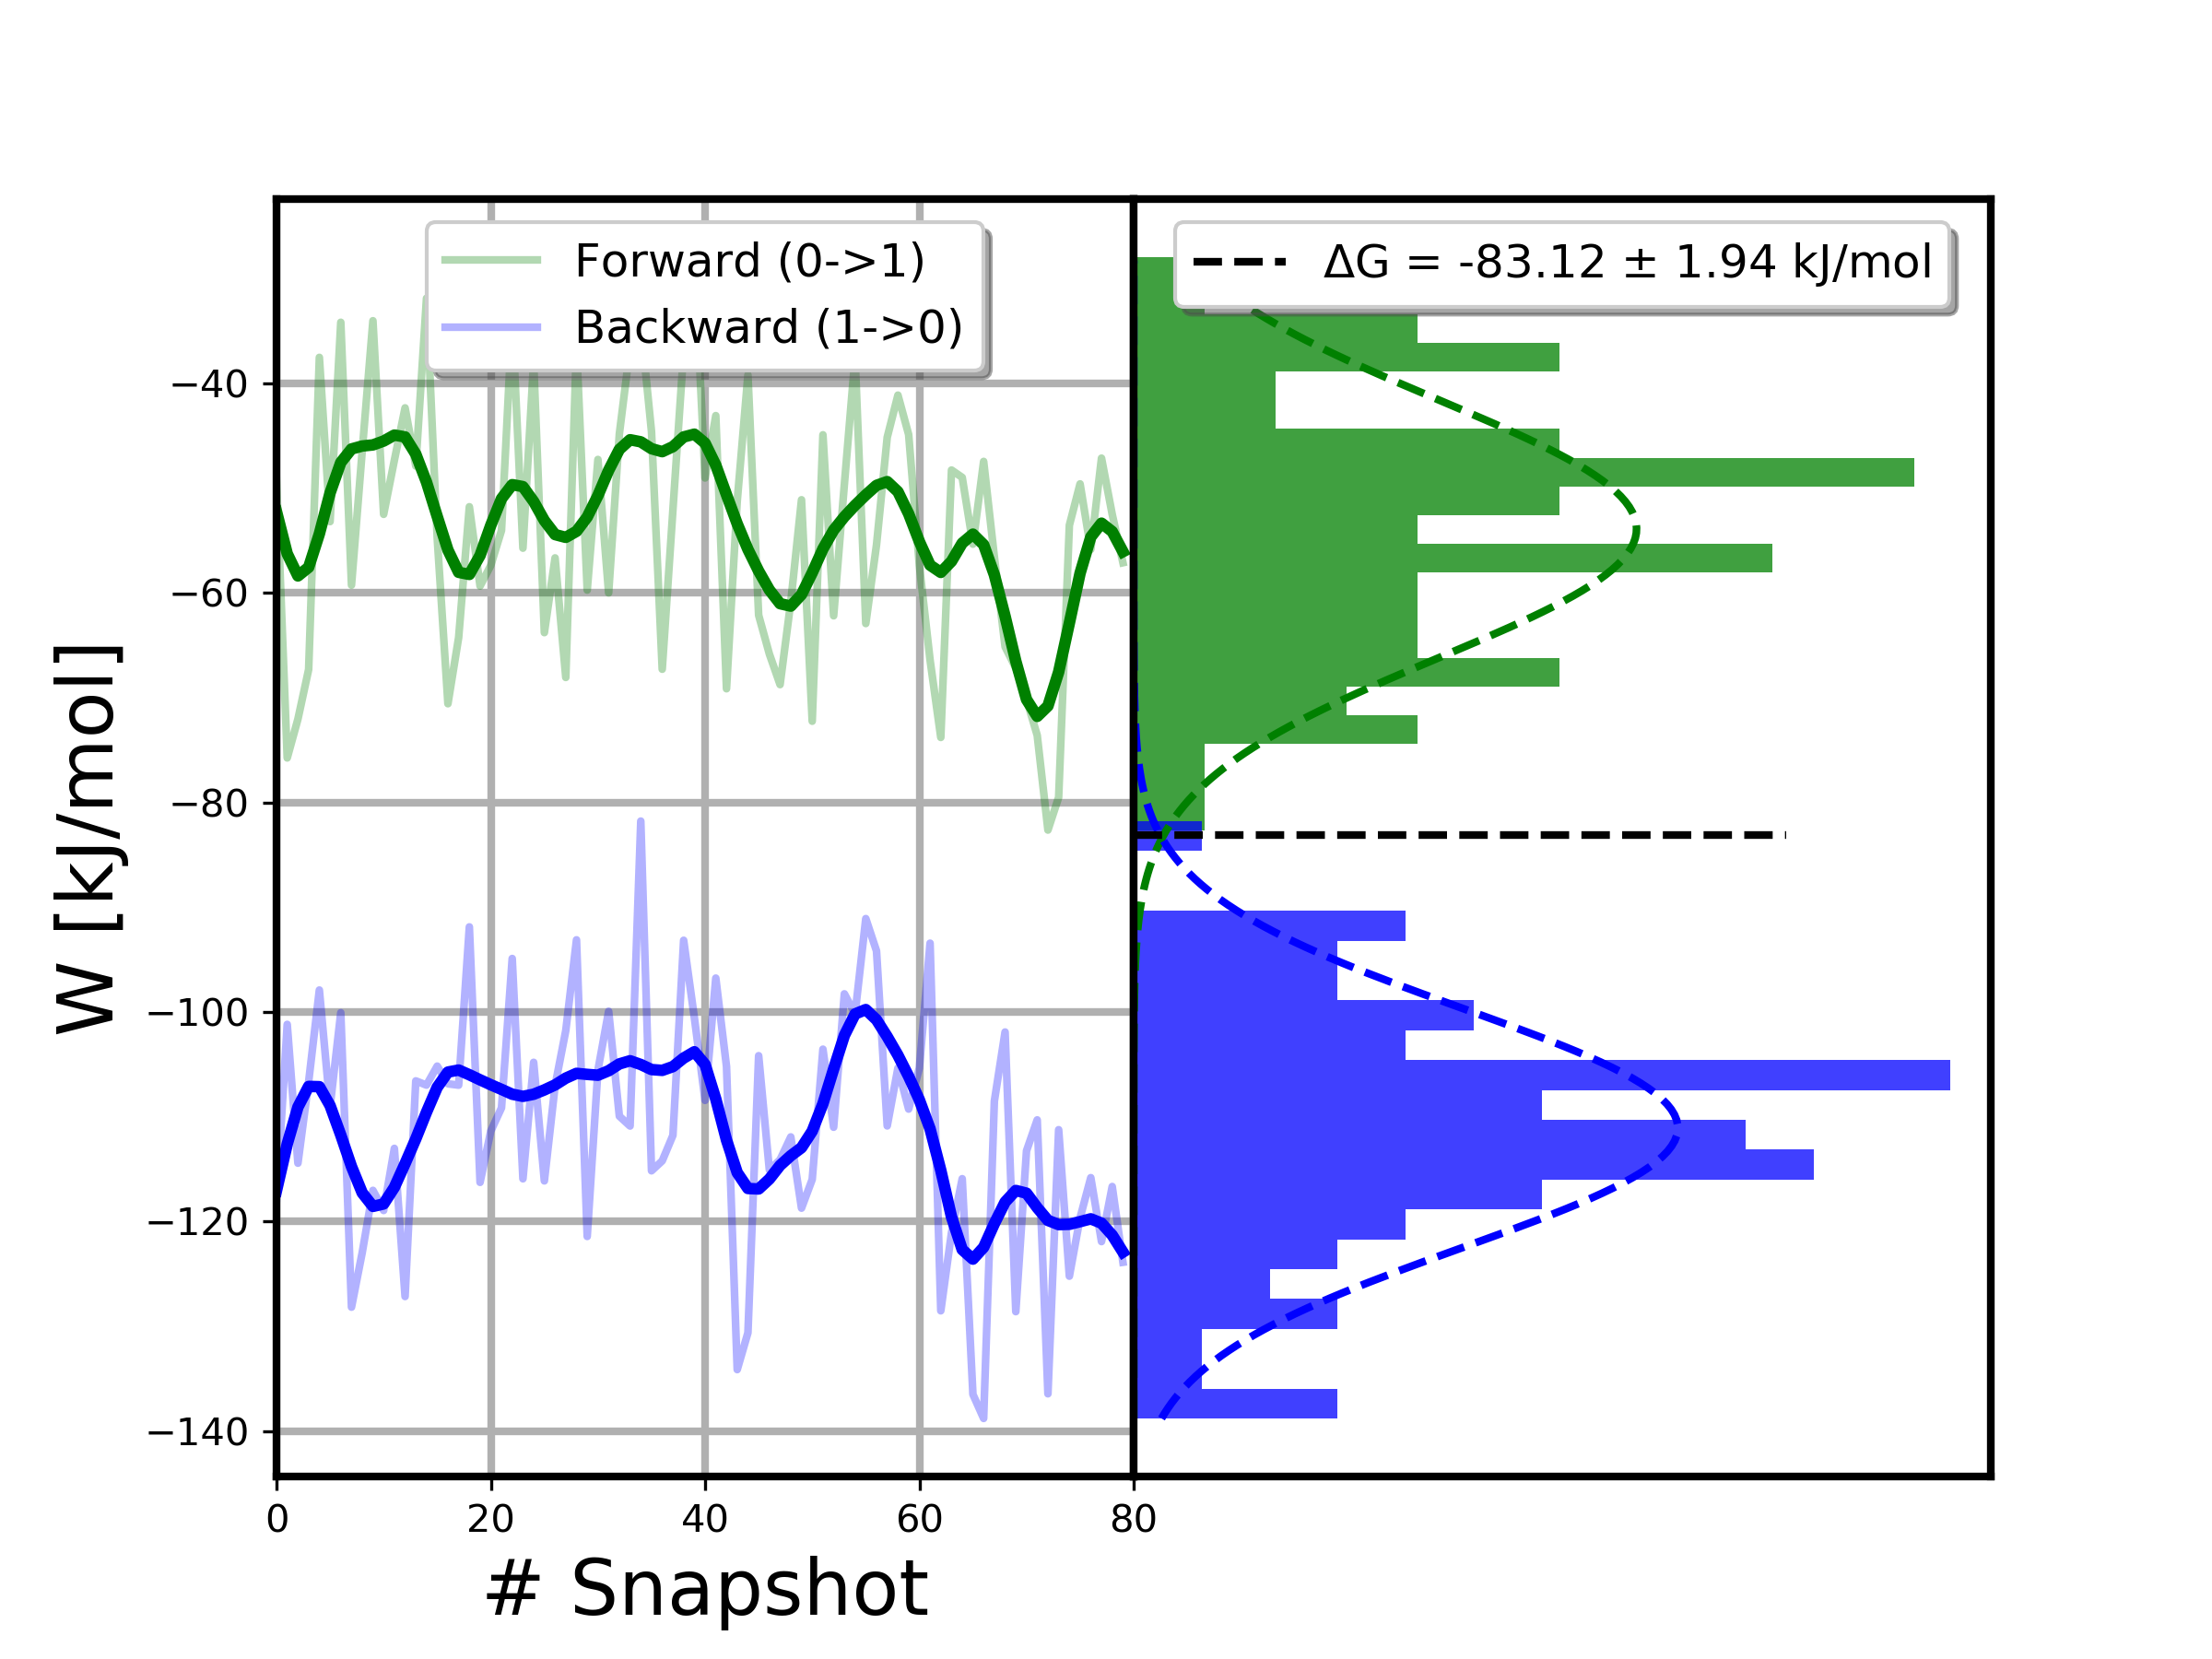 Forward (0->1)
Backward (1->0)
ΔG = -83.12 ± 1.94 kJ/mol
W [kJ/mol]
−40
−60
−80
−100
−120
−140
0 20 40 60 80
# Snapshot